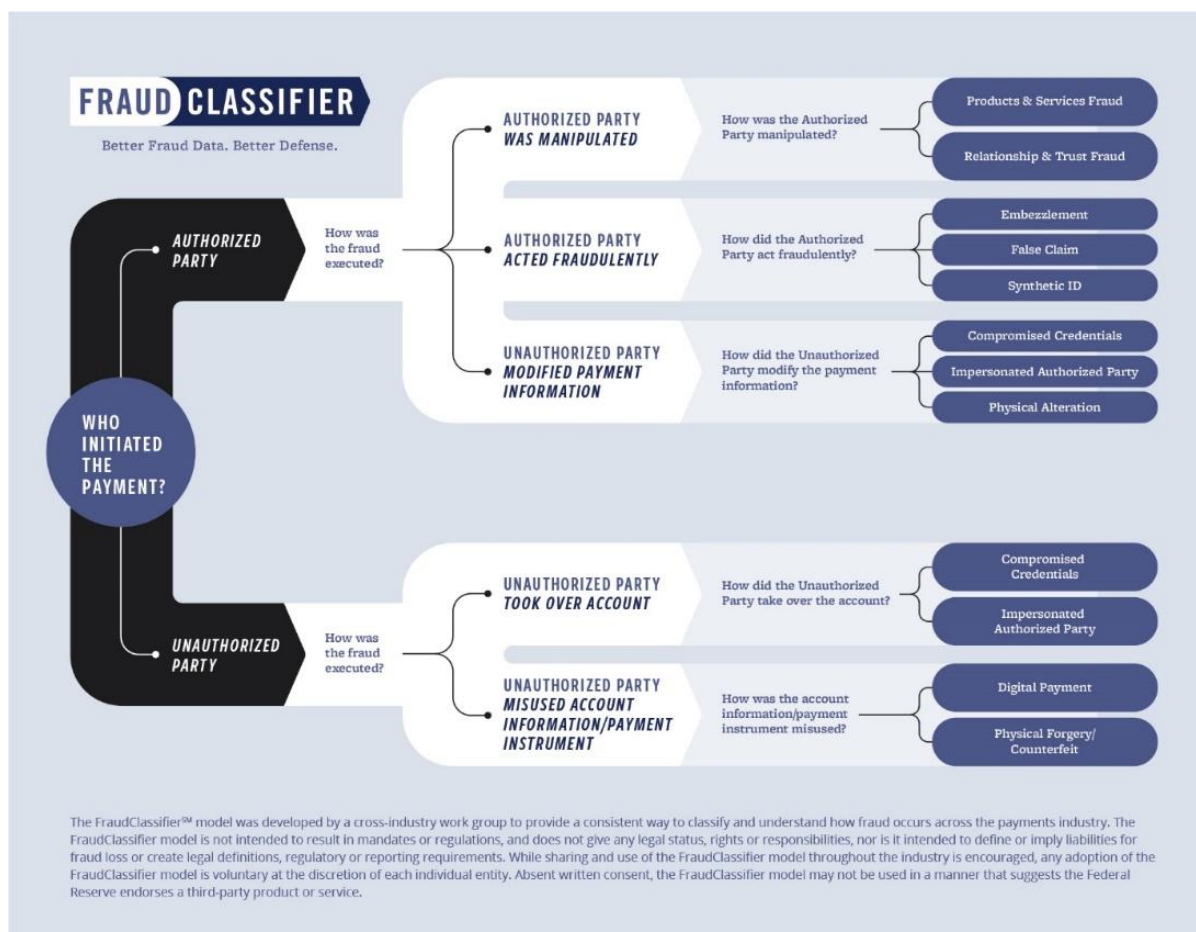 FRAUD CLASSIFIER
Better Fraud Data. Better Defense.
WHO
INITIATED
THE
PAYMENT?
AUTHORIZED
PARTY
How was
the fraud
executed?
AUTHORIZED PARTY
WAS MANIPULATED
How was the Authorized
Party manipulated?
Products & Services Fraud
Relationship & Trust Fraud
AUTHORIZED PARTY
ACTED FRAUDULENTLY
How did the Authorized
Party act fraudulently?
Embezzlement
False Claim
Synthetic ID
UNAUTHORIZED PARTY
MODIFIED PAYMENT
INFORMATION
How did the Unauthorized
Party modify the payment
information?
Compromised Credentials
Impersonated Authorized Party
Physical Alteration
UNAUTHORIZED
PARTY
How was
the fraud
executed?
UNAUTHORIZED PARTY
TOOK OVER ACCOUNT
How did the Unauthorized
Party take over the account?
Compromised
Credentials
Impersonated
Authorized Party
UNAUTHORIZED PARTY
MISUSED ACCOUNT
INFORMATION/PAYMENT
INSTRUMENT
How was the account
information/payment
instrument misused?
Digital Payment
Physical Forgery/
Counterfeit
The FraudClassifier℠ model was developed by a cross-industry work group to provide a consistent way to classify and understand how fraud occurs across the payments industry. The
FraudClassifier model is not intended to result in mandates or regulations, and does not give any legal status, rights or responsibilities, nor is it intended to define or imply liabilities for
fraud loss or create legal definitions, regulatory or reporting requirements. While sharing and use of the FraudClassifier model throughout the industry is encouraged, any adoption of the
FraudClassifier model is voluntary at the discretion of each individual entity. Absent written consent, the FraudClassifier model may not be used in a manner that suggests the Federal
Reserve endorses a third-party product or service.